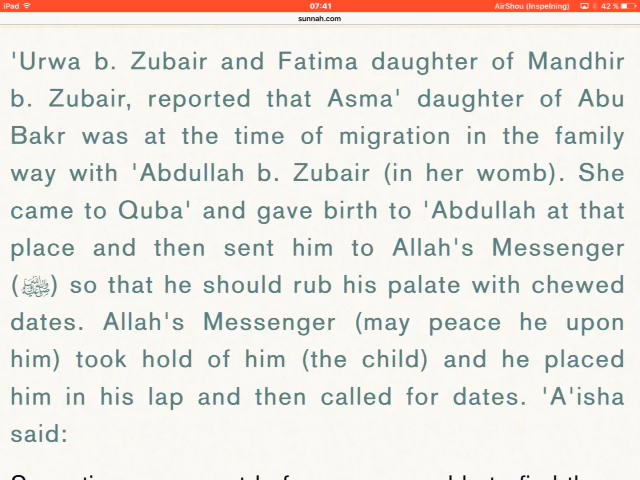 iPad 07:41 AirShou (Inspelning) 42 %
sunnah.com
'Urwa b. Zubair and Fatima daughter of Mandhir
b. Zubair, reported that Asma' daughter of Abu
Bakr was at the time of migration in the family
way with 'Abdullah b. Zubair (in her womb). She
came to Quba' and gave birth to 'Abdullah at that
place and then sent him to Allah's Messenger
(ﷺ) so that he should rub his palate with chewed
dates. Allah's Messenger (may peace he upon
him) took hold of him (the child) and he placed
him in his lap and then called for dates. 'A'isha
said: